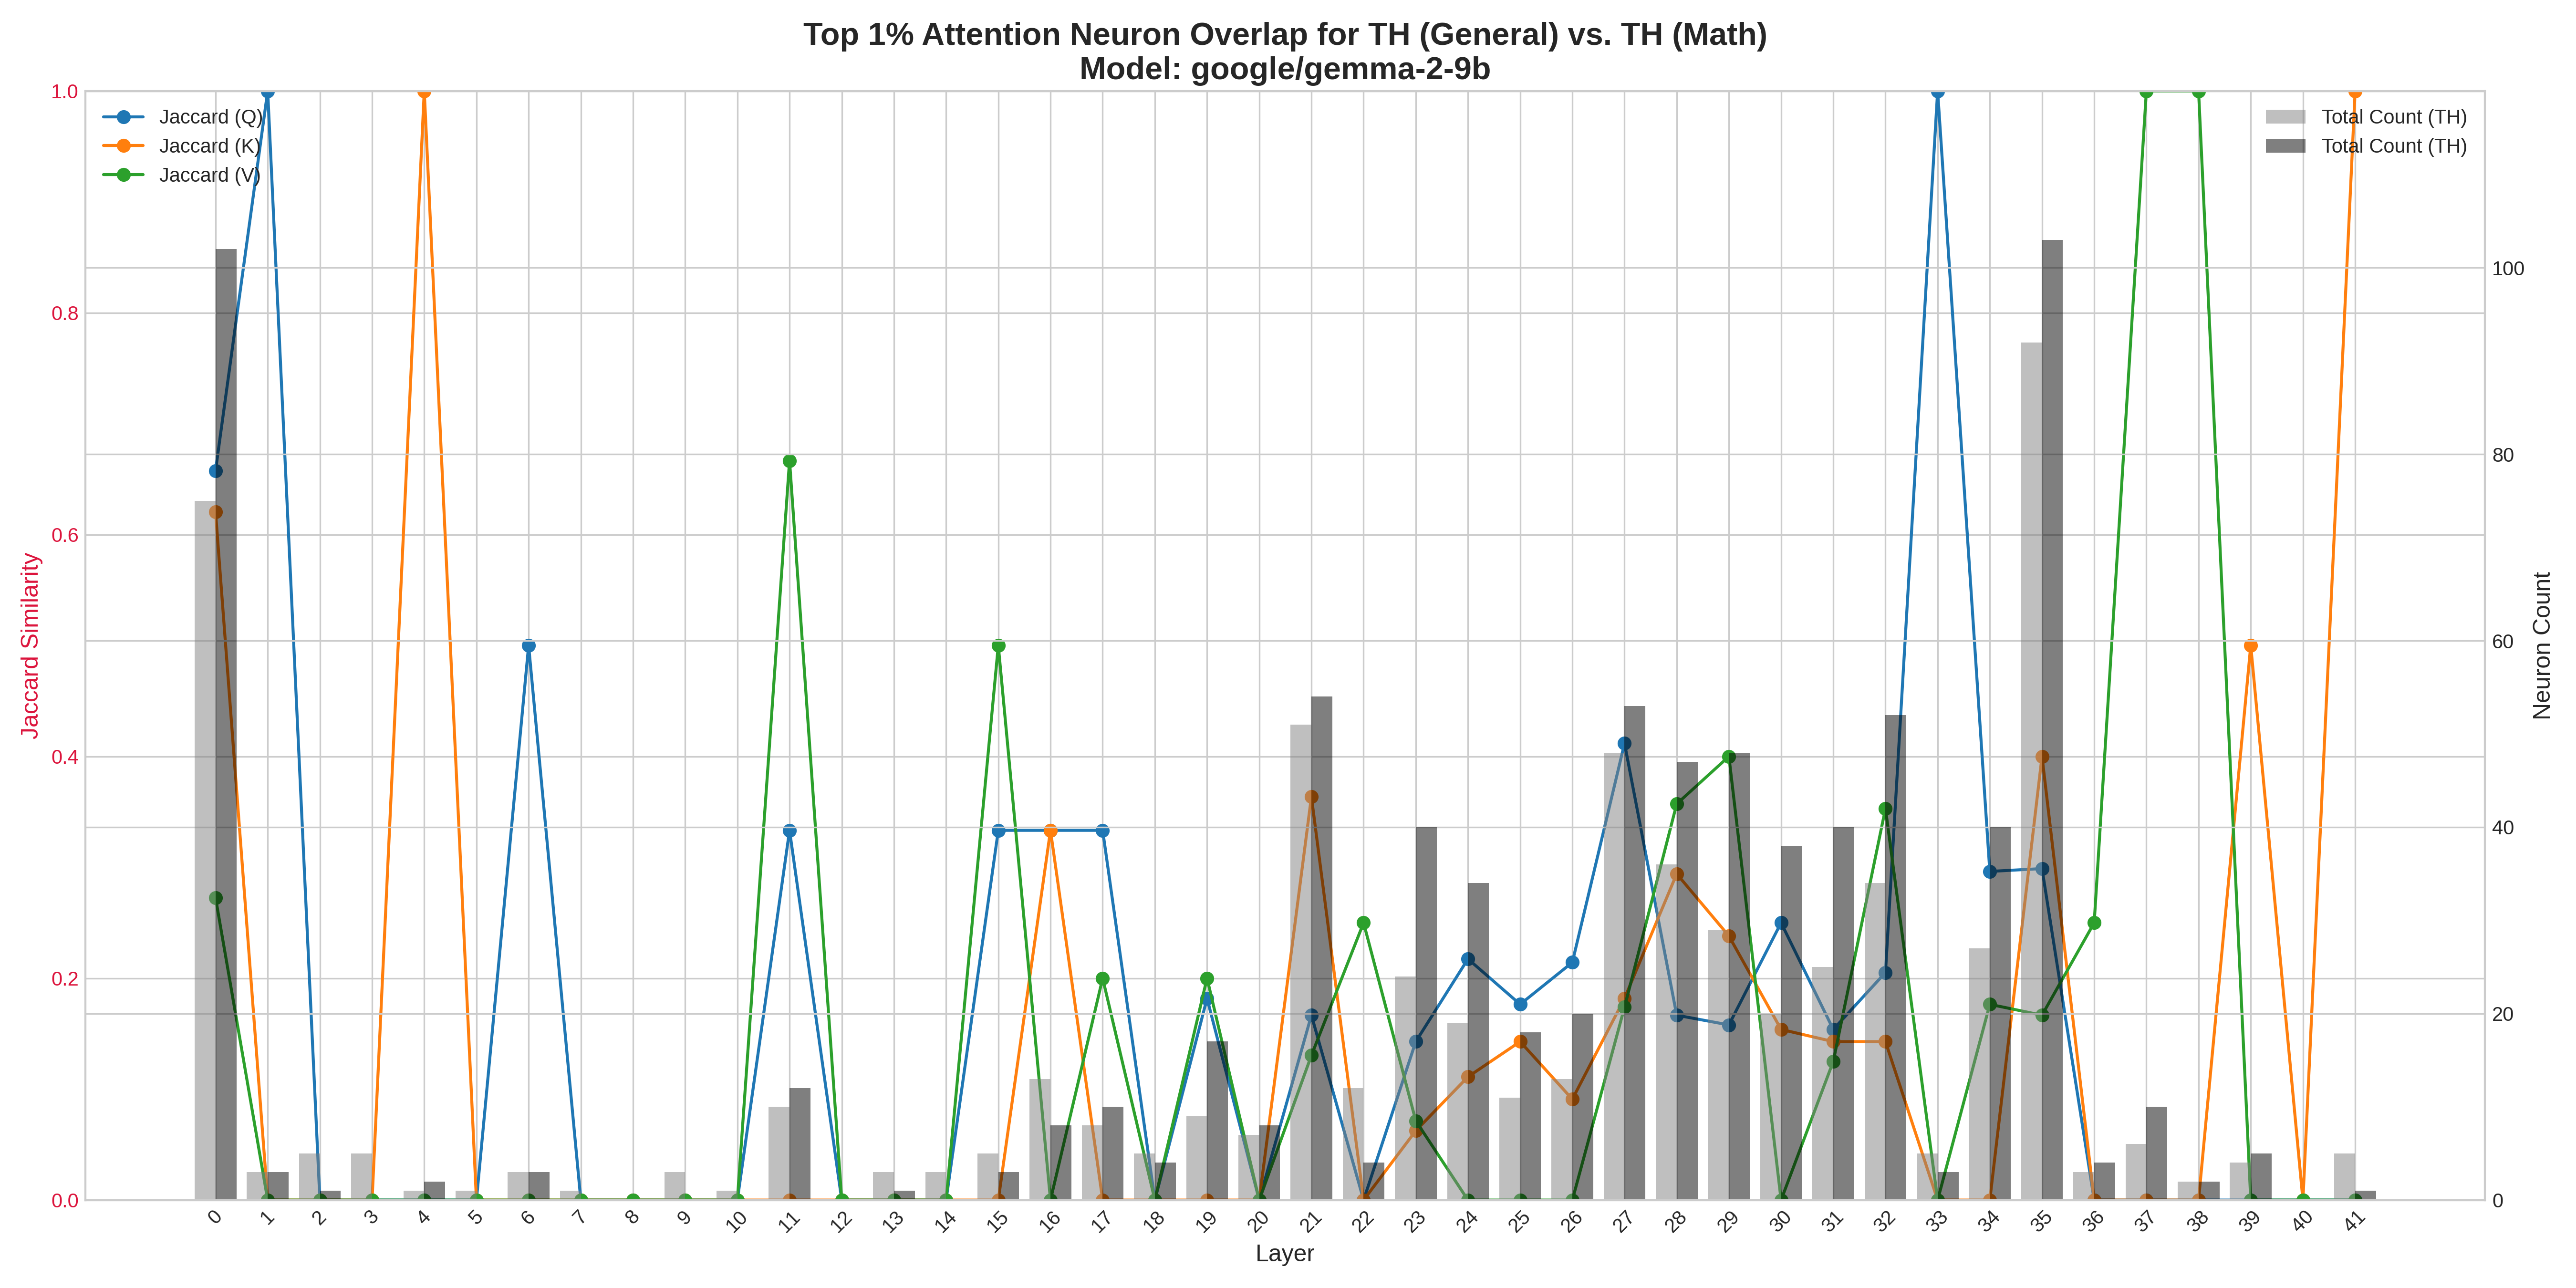 Top 1% Attention Neuron Overlap for TH (General) vs. TH (Math)
Model: google/gemma-2-9b
Jaccard (Q)
Jaccard (K)
Jaccard (V)
Total Count (TH)
Total Count (TH)
Jaccard Similarity
1.0
0.8
0.6
0.4
0.2
0.0
Neuron Count
100
80
60
40
20
0
0 1 2 3 4 5 6 7 8 9 10 11 12 13 14 15 16 17 18 19 20 21 22 23 24 25 26 27 28 29 30 31 32 33 34 35 36 37 38 39 40 41
Layer